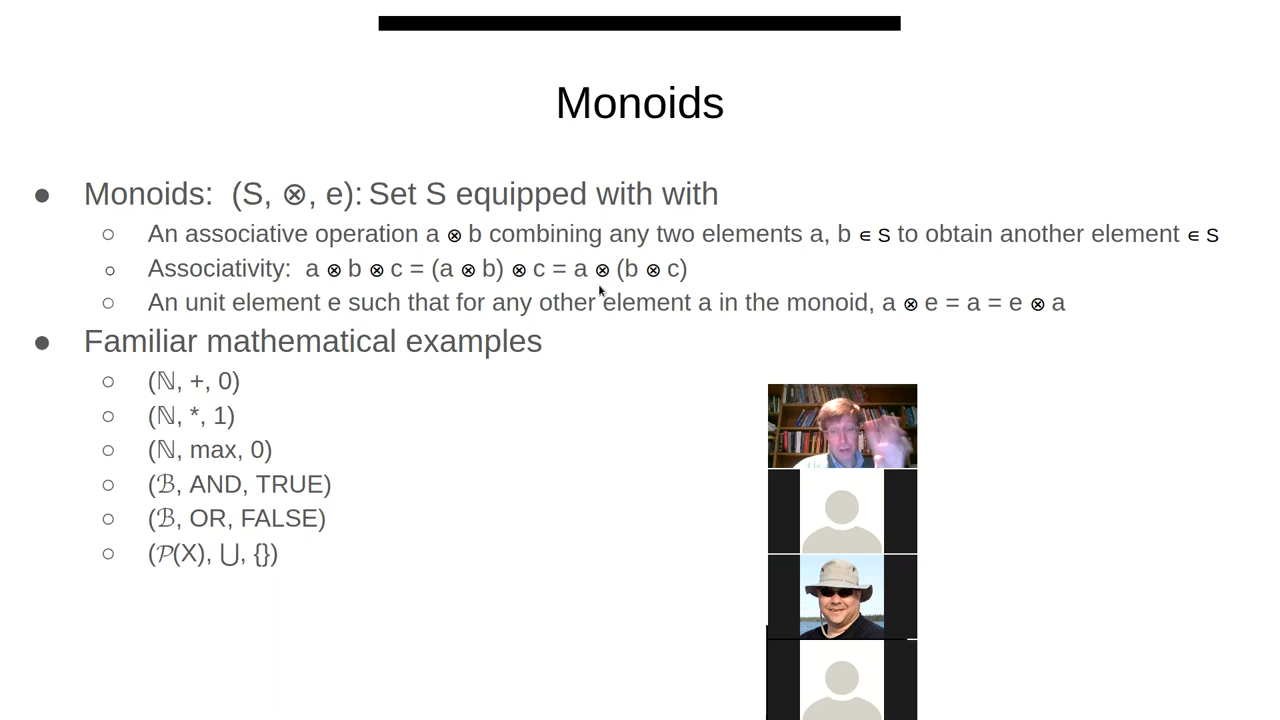 Monoids
● Monoids: (S, ⊗, e): Set S equipped with with
○ An associative operation a ⊗ b combining any two elements a, b ∈ S to obtain another element ∈ S
○ Associativity: a ⊗ b ⊗ c = (a ⊗ b) ⊗ c = a ⊗ (b ⊗ c)
○ An unit element e such that for any other element a in the monoid, a ⊗ e = a = e ⊗ a
● Familiar mathematical examples
○ (ℕ, +, 0)
○ (ℕ, *, 1)
○ (ℕ, max, 0)
○ (ℬ, AND, TRUE)
○ (ℬ, OR, FALSE)
○ (𝒫(X), ⋃, {})